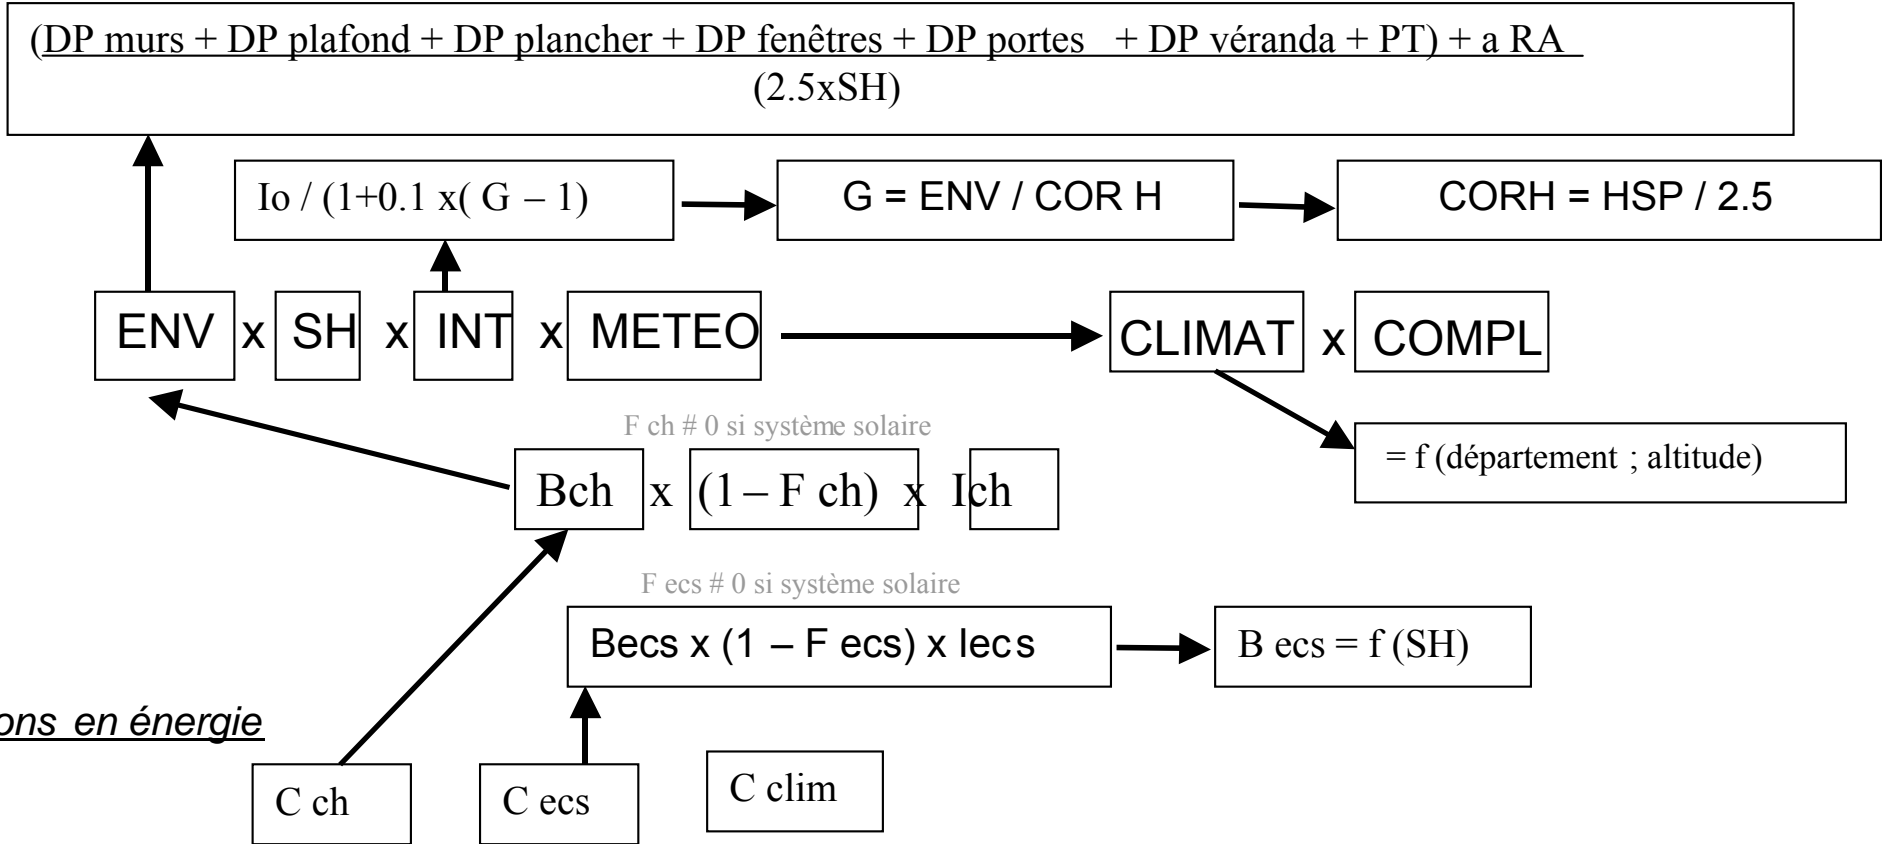 (DP murs + DP plafond + DP plancher + DP fenêtres + DP portes + DP véranda + PT) + a RA
(2.5xSH)
Io / (1+0.1 x( G – 1)
G = ENV / COR H
CORH = HSP / 2.5
ENV x SH x INT x METEO
CLIMAT x COMPL
F ch # 0 si système solaire
= f (département ; altitude)
Bch x (1 – F ch) x Ich
F ecs # 0 si système solaire
Becs x (1 – F ecs) x Iecs
B ecs = f (SH)
ons en énergie
C ch
C ecs
C clim